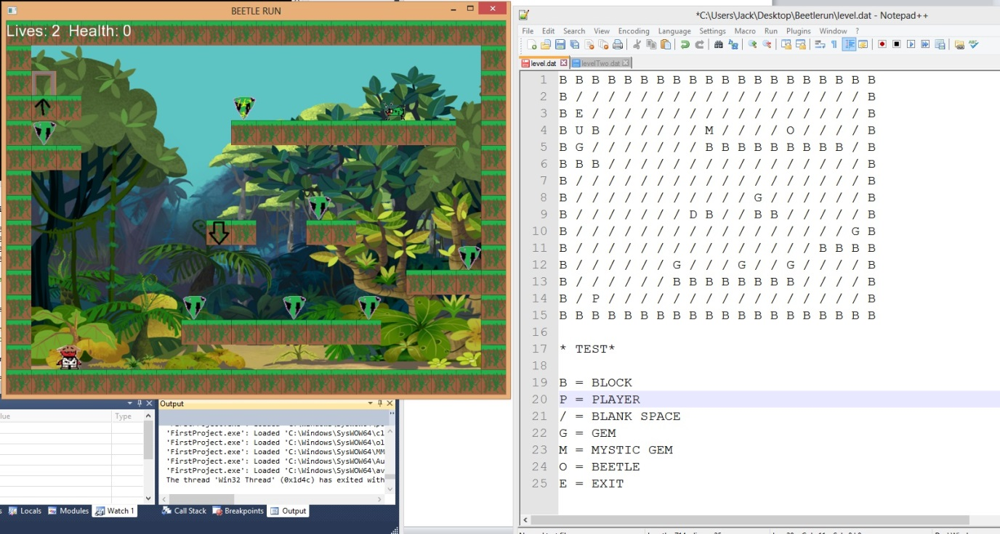 BEETLE RUN
Lives: 2 Health: 0
*C:\Users\Jack\Desktop\Beetlerun\level.dat - Notepad++
File Edit Search View Encoding Language Settings Macro Run Plugins Window ?
level.dat levelTwo.dat
1 B B B B B B B B B B B B B B B B B B B B
2 B / / / / / / / / / / / / / / / / / / B
3 B E / / / / / / / / / / / / / / / / / B
4 B U B / / / / / / M / / / / O / / / / B
5 B G / / / / / / / B B B B B B B B B / B
6 B B B / / / / / / / / / / / / / / / / B
7 B / / / / / / / / / / / / / / / / / / B
8 B / / / / / / / / / / / G / / / / / / B
9 B / / / / / / / D B / / B B / / / / / B
10 B / / / / / / / / / / / / / / / / / G B
11 B / / / / / / / / / / / / / / / B B B B
12 B / / / / / / G / / / G / / G / / / / B
13 B / / / / / / B B B B B B B B / / / / B
14 B / P / / / / / / / / / / / / / / / / B
15 B B B B B B B B B B B B B B B B B B B B
16
17 * TEST*
18
19 B = BLOCK
20 P = PLAYER
21 / = BLANK SPACE
22 G = GEM
23 M = MYSTIC GEM
24 O = BEETLE
25 E = EXIT
Type
Output
'FirstProject.exe': Loaded 'C:\Windows\SysWOW64\cl
'FirstProject.exe': Loaded 'C:\Windows\SysWOW64\ol
'FirstProject.exe': Loaded 'C:\Windows\SysWOW64\MM
'FirstProject.exe': Loaded 'C:\Windows\SysWOW64\Au
'FirstProject.exe': Loaded 'C:\Windows\SysWOW64\av
The thread 'Win32 Thread' (0x1d4c) has exited with
Locals Modules Watch 1 Call Stack Breakpoints Output